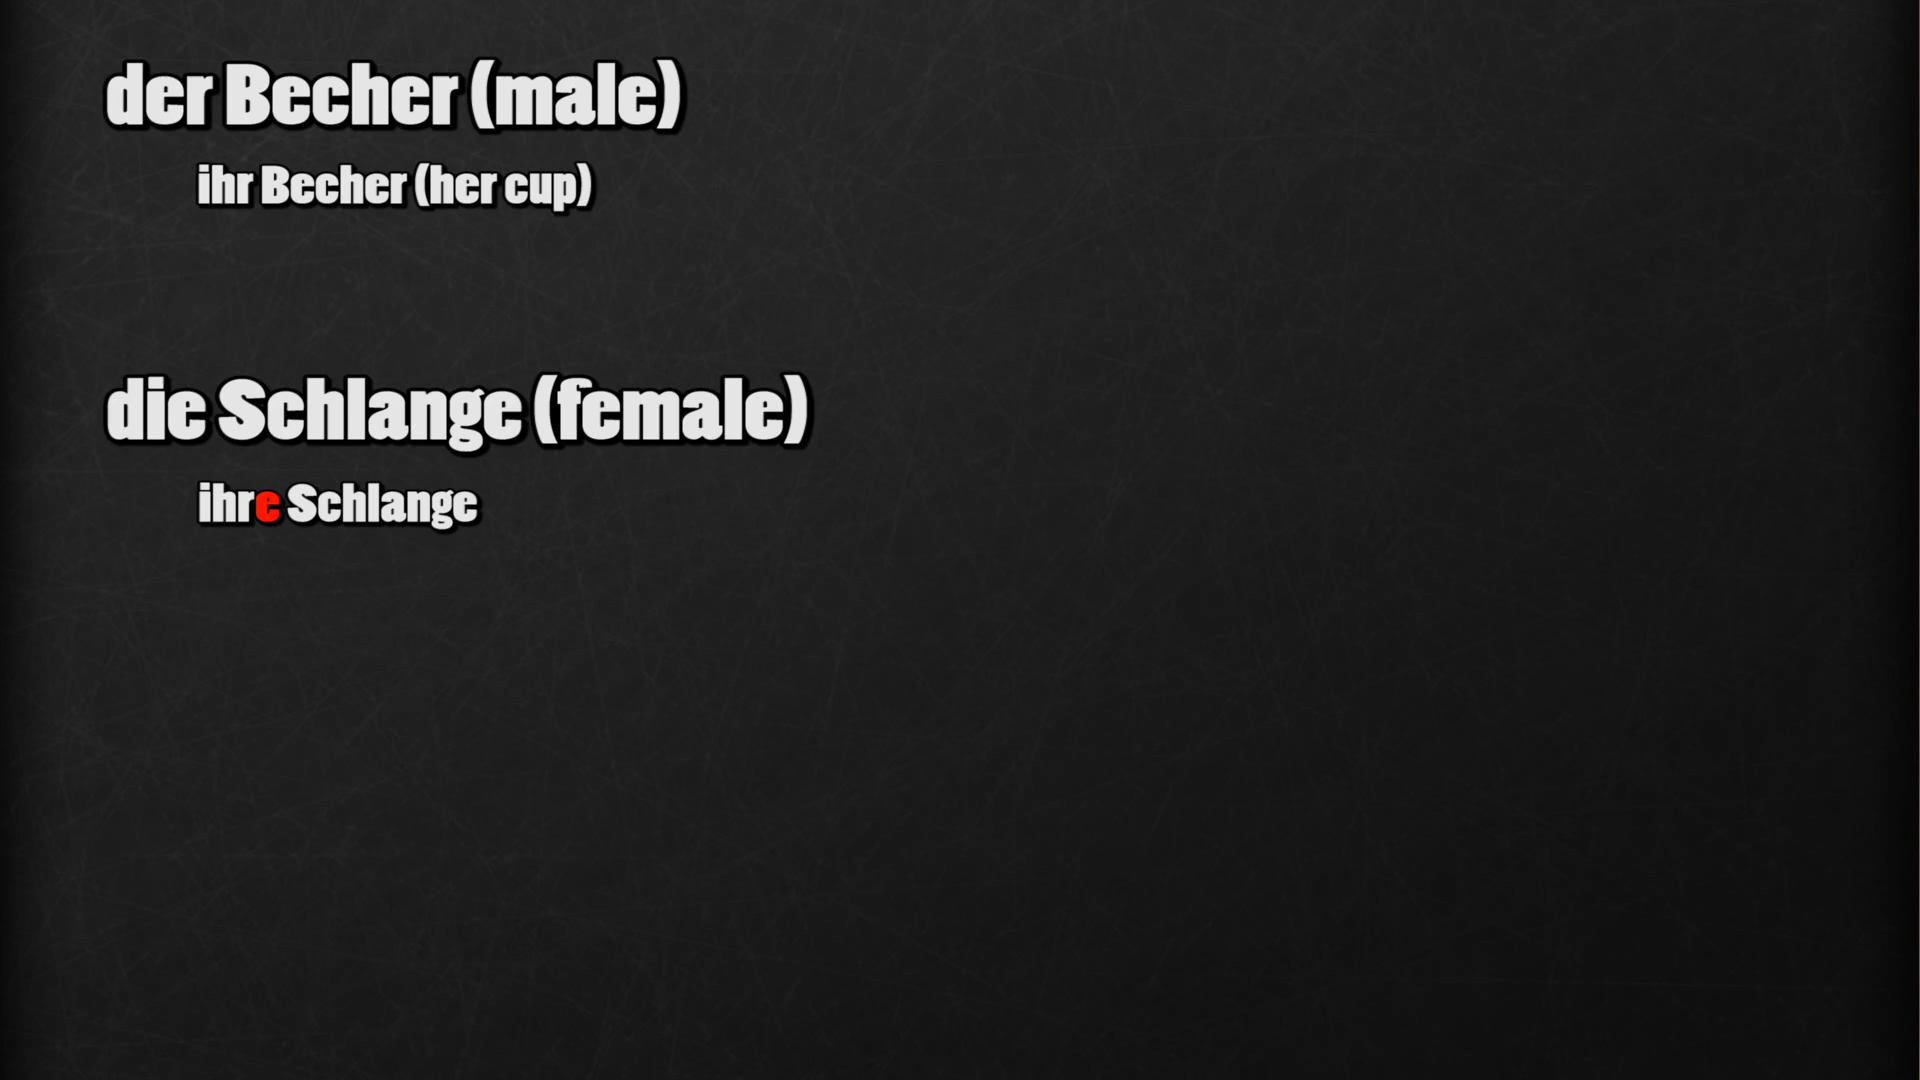 der Becher (male)
ihr Becher (her cup)
die Schlange (female)
ihre Schlange